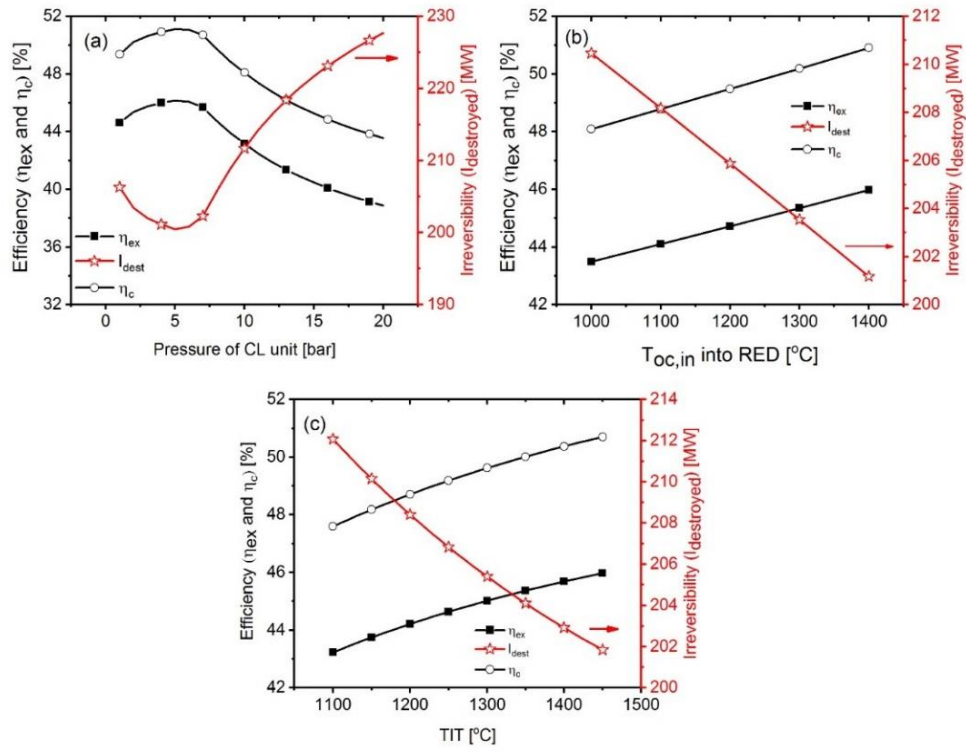 (a)
Efficiency (ηex and ηc) [%]
52
48
44
40
36
32
230
220
210
200
190
Irreversibility (Idestroyed) [MW]
ηex
Idest
ηc
0 5 10 15 20
Pressure of CL unit [bar]
(b)
Efficiency (ηex and ηc) [%]
52
50
48
46
44
42
212
210
208
206
204
202
200
Irreversibility (Idestroyed) [MW]
ηex
Idest
ηc
1000 1100 1200 1300 1400
Toc,in into RED [°C]
(c)
Efficiency (ηex and ηc) [%]
52
50
48
46
44
42
214
212
210
208
206
204
202
200
Irreversibility (Idestroyed) [MW]
ηex
Idest
ηc
1100 1200 1300 1400 1500
TIT [°C]